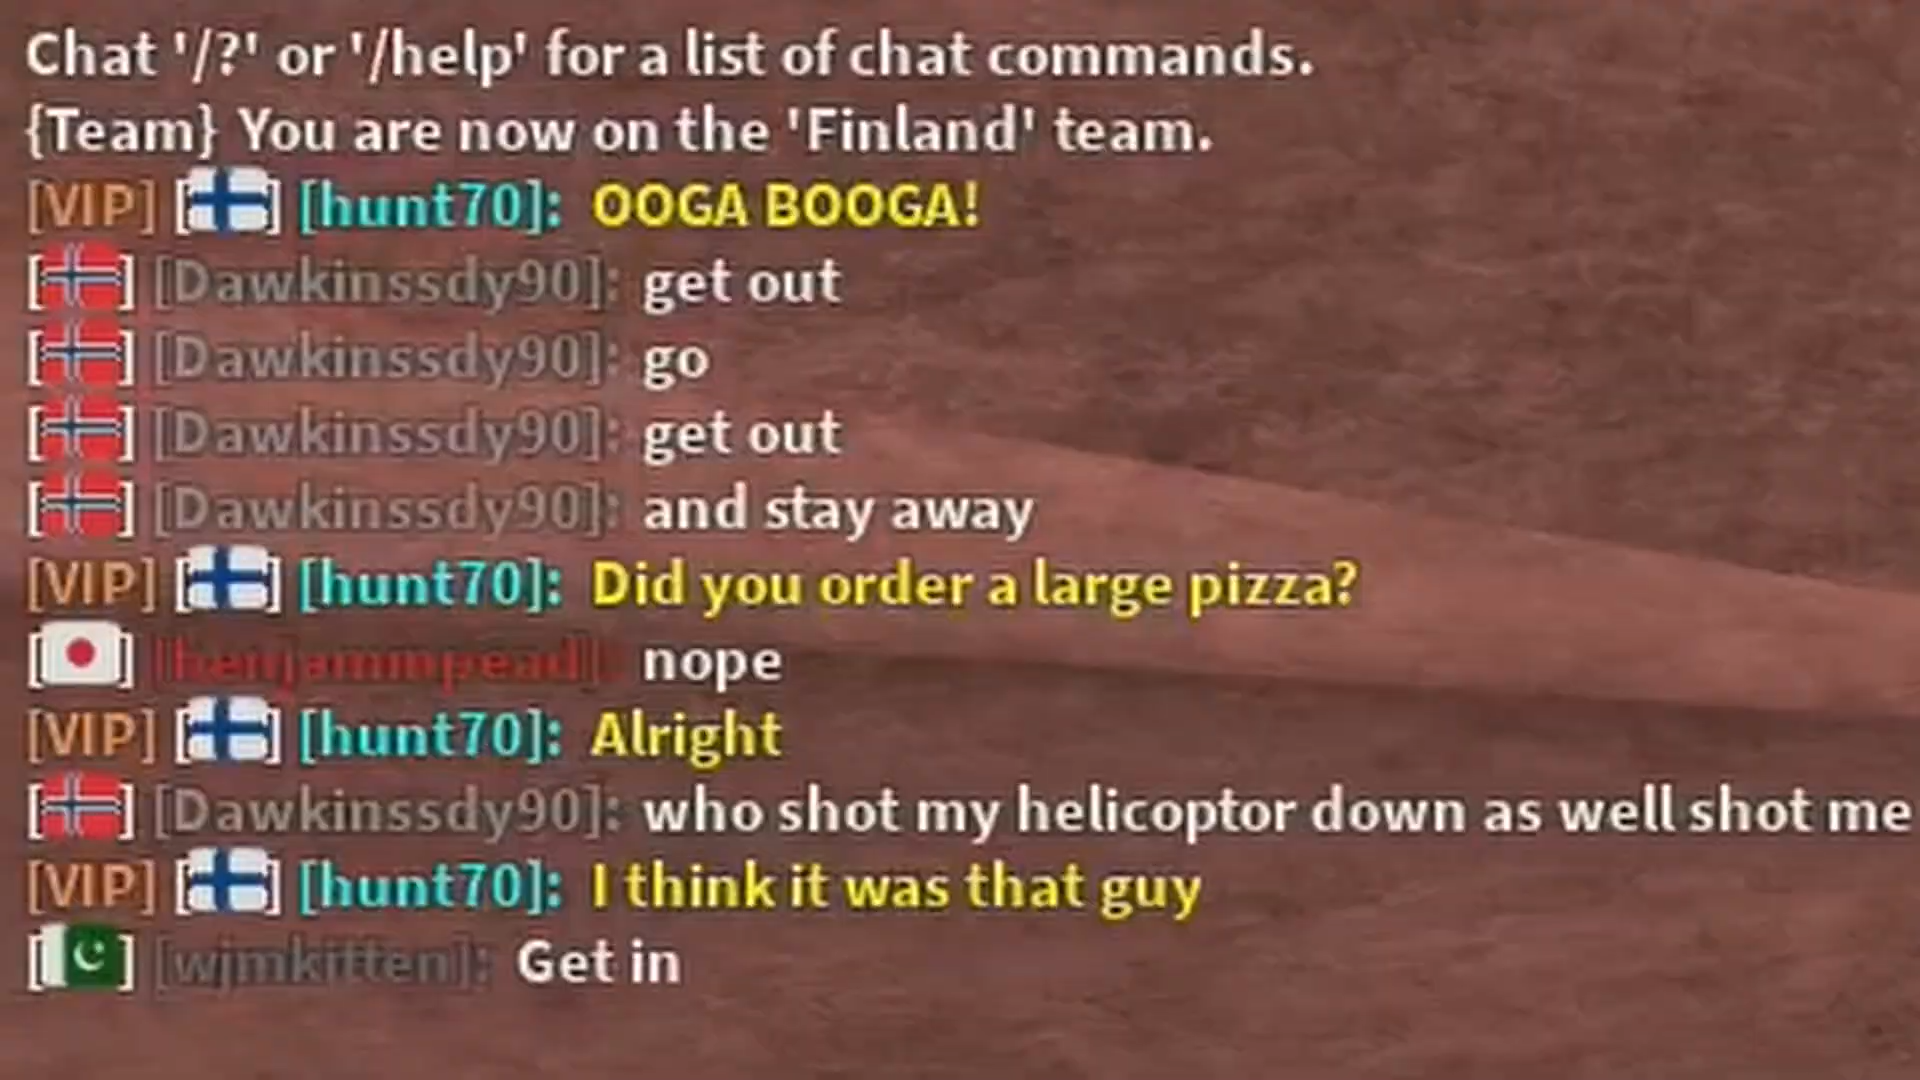 Chat '/?' or '/help' for a list of chat commands.
{Team} You are now on the 'Finland' team.
[VIP] [] [hunt70]: OOGA BOOGA!
[] [Dawkinssdy90]: get out
[] [Dawkinssdy90]: go
[] [Dawkinssdy90]: get out
[] [Dawkinssdy90]: and stay away
[VIP] [] [hunt70]: Did you order a large pizza?
[] [henjammpead]: nope
[VIP] [] [hunt70]: Alright
[] [Dawkinssdy90]: who shot my helicoptor down as well shot me
[VIP] [] [hunt70]: I think it was that guy
[] [wjmkitten]: Get in